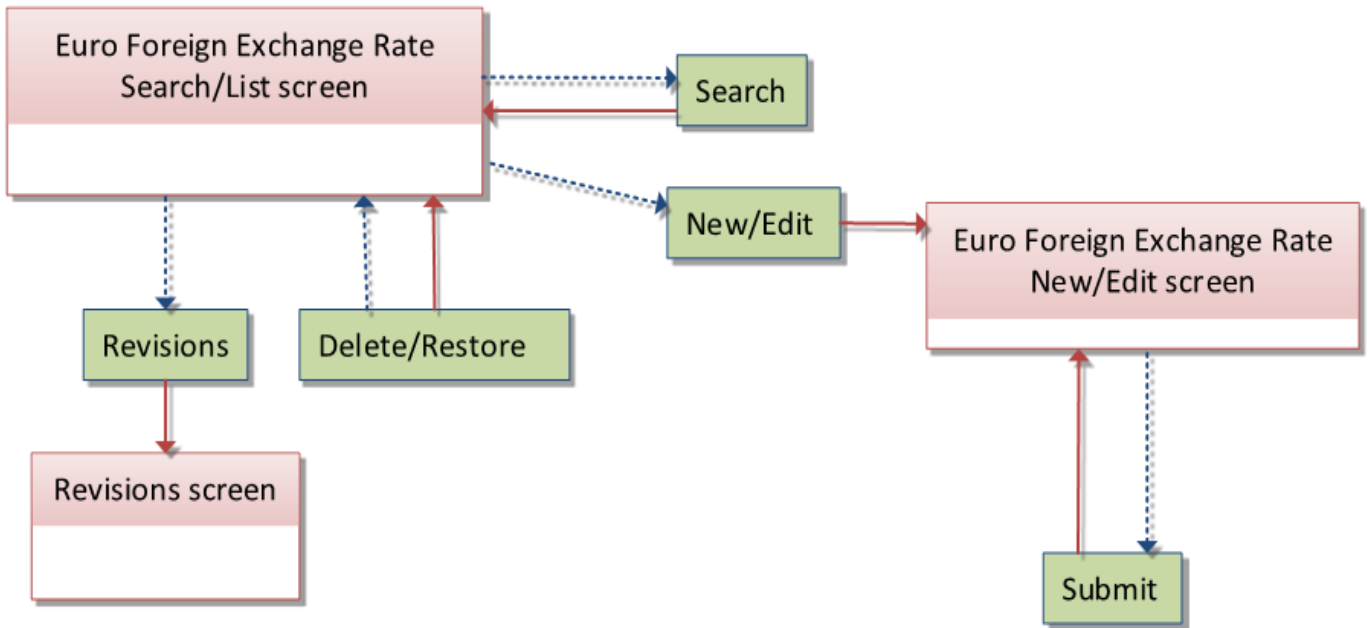 Euro Foreign Exchange Rate
Search/List screen
Search
New/Edit
Euro Foreign Exchange Rate
New/Edit screen
Revisions
Delete/Restore
Revisions screen
Submit